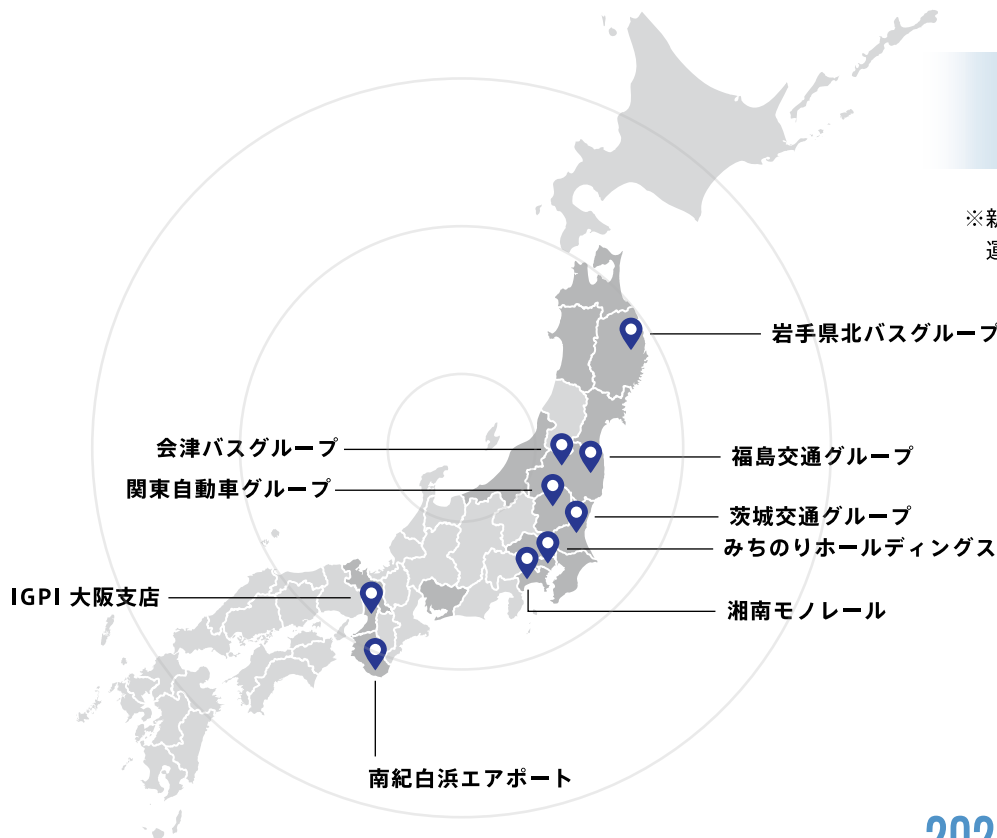 ※新
運
岩手県北バスグループ
会津バスグループ
福島交通グループ
関東自動車グループ
茨城交通グループ
みちのりホールディングス
IGPI 大阪支店
湘南モノレール
南紀白浜エアポート
202